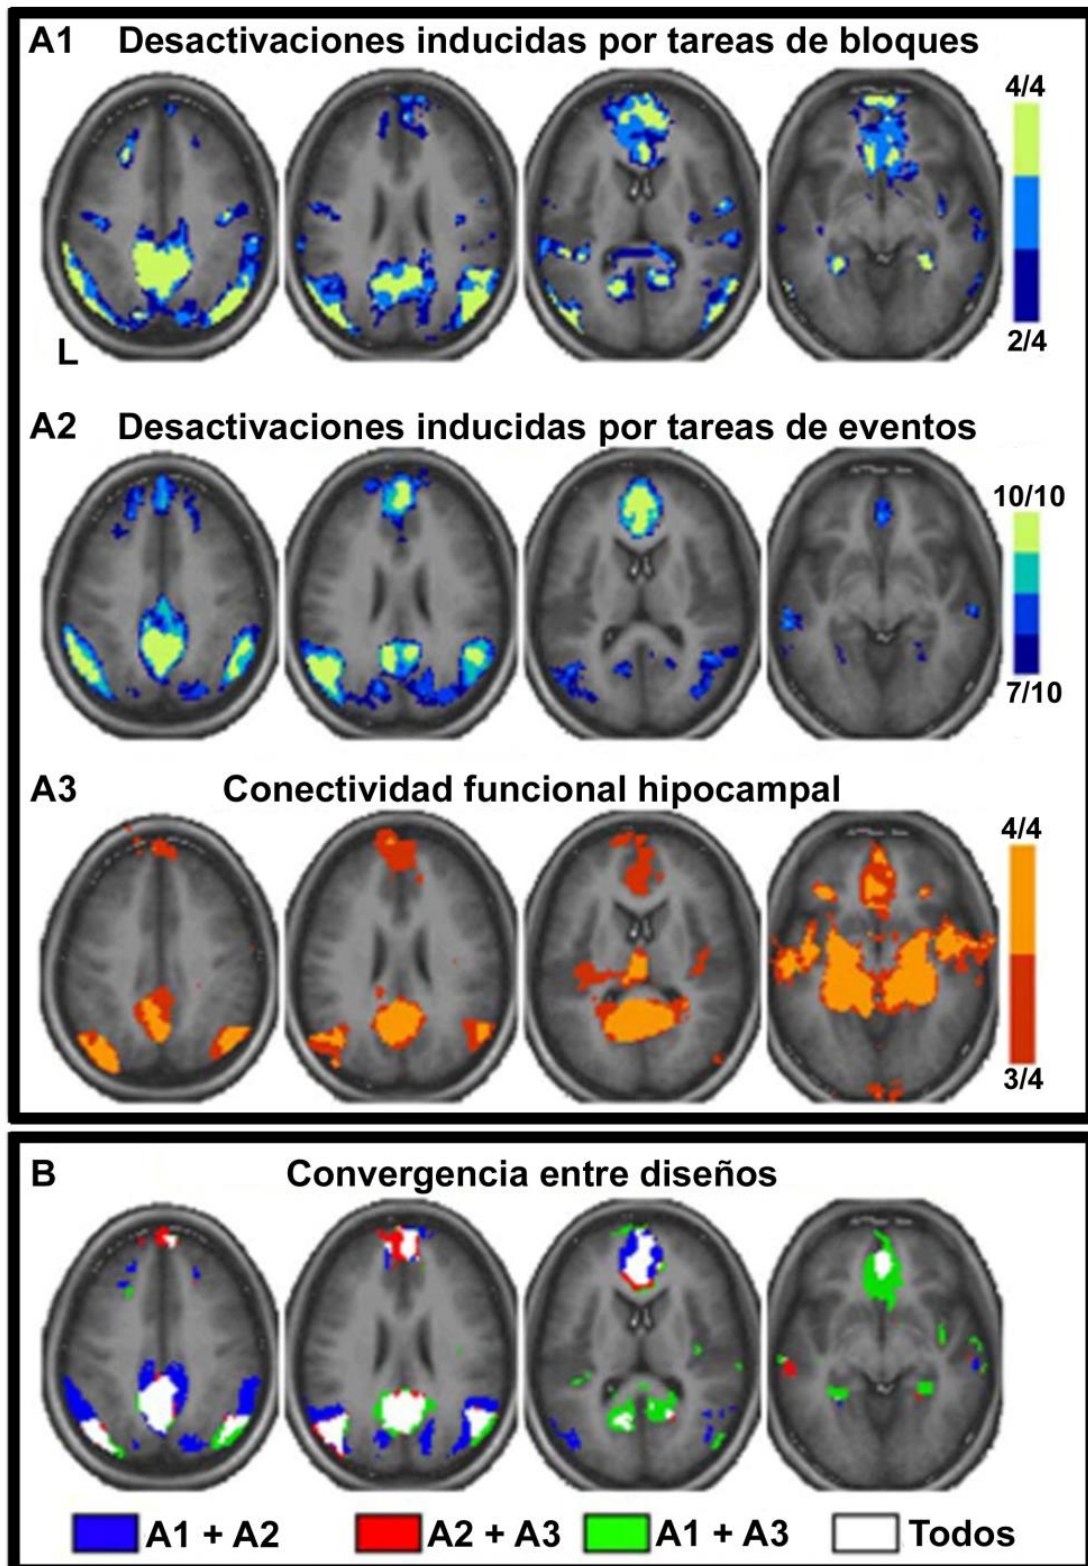 A1 Desactivaciones inducidas por tareas de bloques
4/4
2/4
L
A2 Desactivaciones inducidas por tareas de eventos
10/10
7/10
A3 Conectividad funcional hipocampal
4/4
3/4
B Convergencia entre diseños
A1 + A2 A2 + A3 A1 + A3 Todos